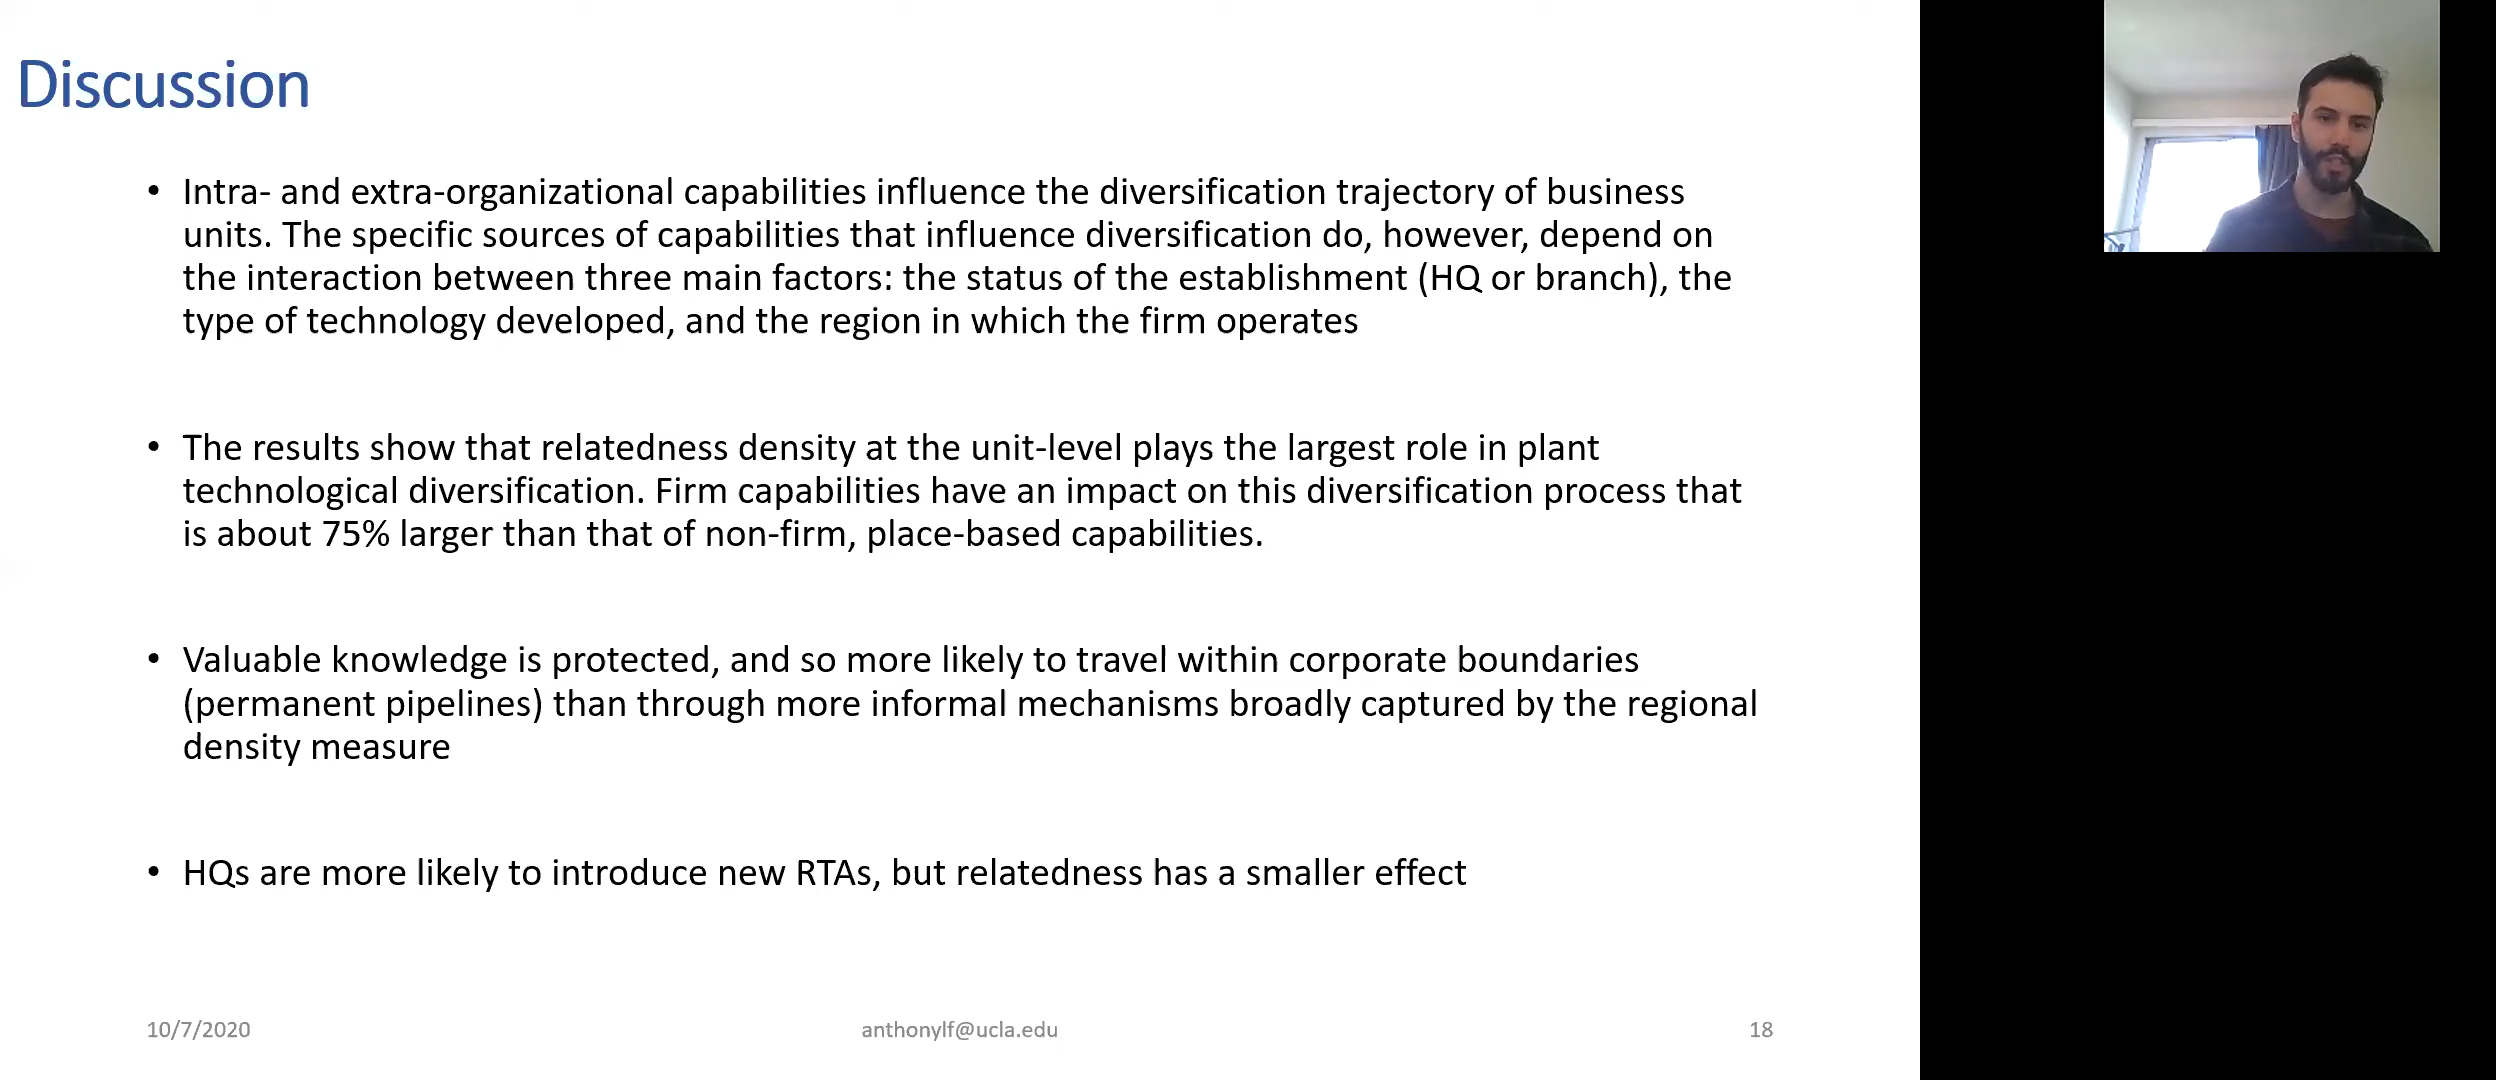 Discussion
• Intra- and extra-organizational capabilities influence the diversification trajectory of business
units. The specific sources of capabilities that influence diversification do, however, depend on
the interaction between three main factors: the status of the establishment (HQ or branch), the
type of technology developed, and the region in which the firm operates
• The results show that relatedness density at the unit-level plays the largest role in plant
technological diversification. Firm capabilities have an impact on this diversification process that
is about 75% larger than that of non-firm, place-based capabilities.
• Valuable knowledge is protected, and so more likely to travel within corporate boundaries
(permanent pipelines) than through more informal mechanisms broadly captured by the regional
density measure
• HQs are more likely to introduce new RTAs, but relatedness has a smaller effect
10/7/2020
anthonylf@ucla.edu
18